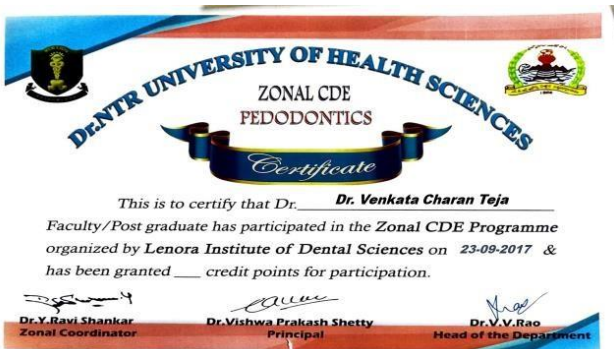 Dr.NTR UNIVERSITY OF HEALTH SCIENCES
ZONAL CDE
PEDODONTICS
Certificate
This is to certify that Dr. Dr. Venkata Charan Teja
Faculty/Post graduate has participated in the Zonal CDE Programme
organized by Lenora Institute of Dental Sciences on 23-09-2017 &
has been granted ___ credit points for participation.
Dr.Y.Ravi Shankar Dr.Vishwa Prakash Shetty Dr.V.V.Rao
Zonal Coordinator Principal Head of the Department